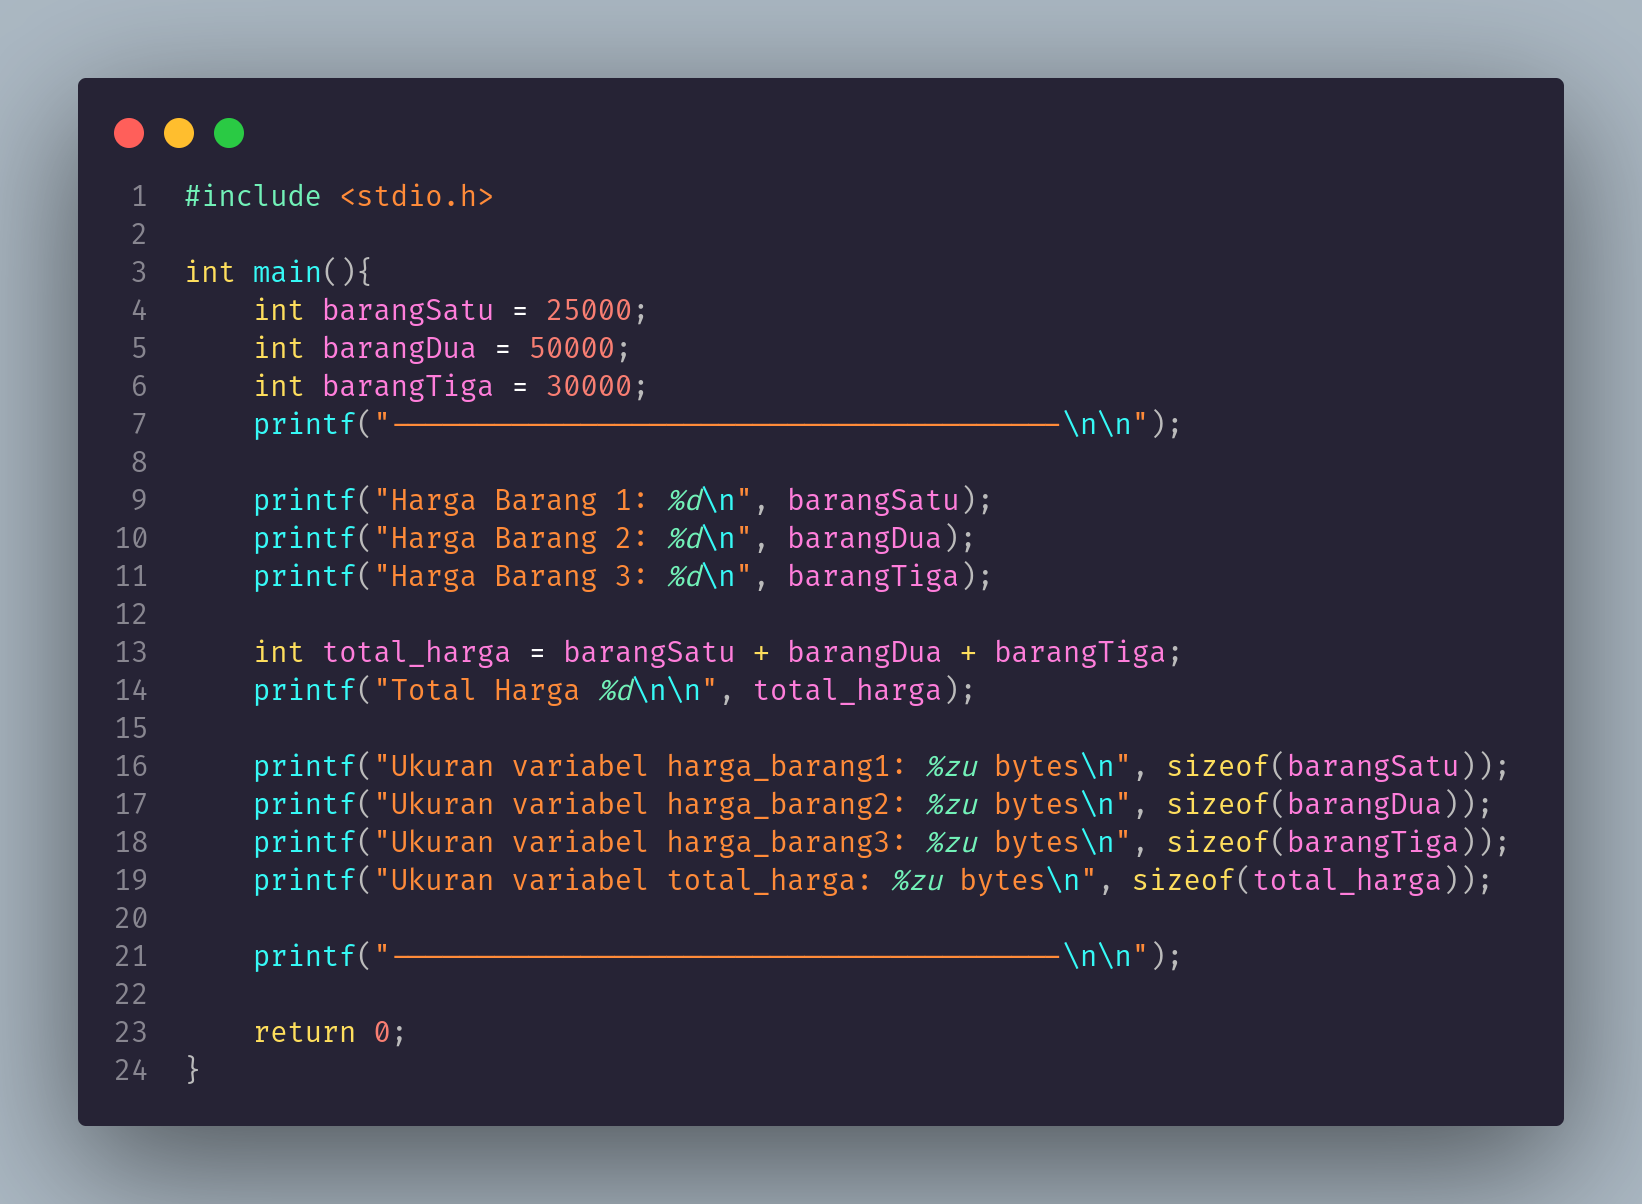 1 #include <stdio.h>
2
3 int main(){
4     int barangSatu = 25000;
5     int barangDua = 50000;
6     int barangTiga = 30000;
7     printf("---------------------------------------\n\n");
8
9     printf("Harga Barang 1: %d\n", barangSatu);
10     printf("Harga Barang 2: %d\n", barangDua);
11     printf("Harga Barang 3: %d\n", barangTiga);
12
13     int total_harga = barangSatu + barangDua + barangTiga;
14     printf("Total Harga %d\n\n", total_harga);
15
16     printf("Ukuran variabel harga_barang1: %zu bytes\n", sizeof(barangSatu));
17     printf("Ukuran variabel harga_barang2: %zu bytes\n", sizeof(barangDua));
18     printf("Ukuran variabel harga_barang3: %zu bytes\n", sizeof(barangTiga));
19     printf("Ukuran variabel total_harga: %zu bytes\n", sizeof(total_harga));
20
21     printf("---------------------------------------\n\n");
22
23     return 0;
24 }